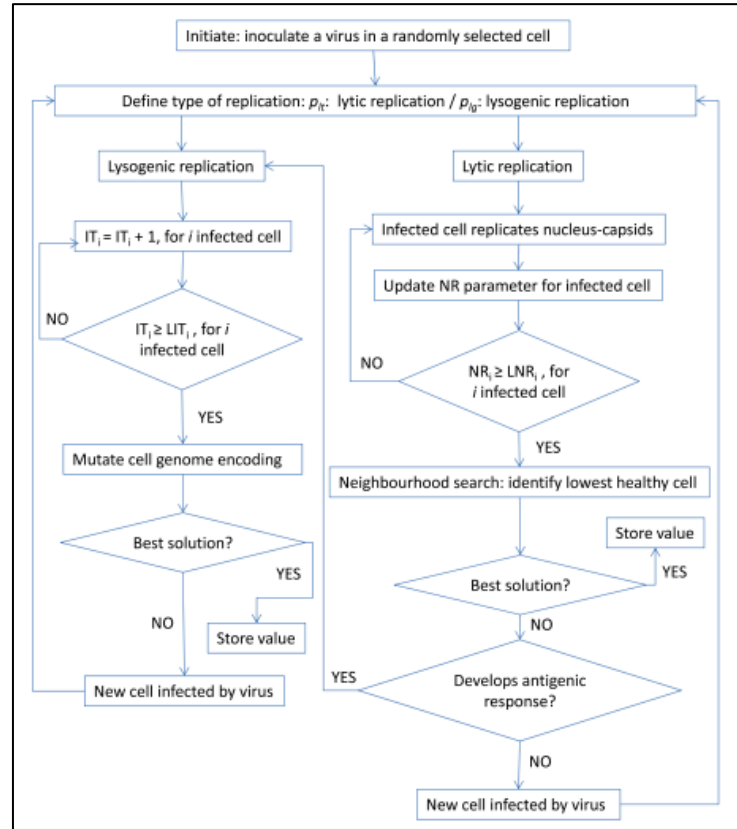 Initiate: inoculate a virus in a randomly selected cell
Define type of replication: plt: lytic replication / plg: lysogenic replication
Lysogenic replication
ITi = ITi + 1, for i infected cell
NO
ITi ≥ LITi , for i
infected cell
YES
Mutate cell genome encoding
Best solution?
YES
NO
Store value
New cell infected by virus
Lytic replication
Infected cell replicates nucleus-capsids
Update NR parameter for infected cell
NO
NRi ≥ LNRi , for
i infected cell
YES
Neighbourhood search: identify lowest healthy cell
Store value
Best solution?
YES
NO
YES
Develops antigenic
response?
NO
New cell infected by virus